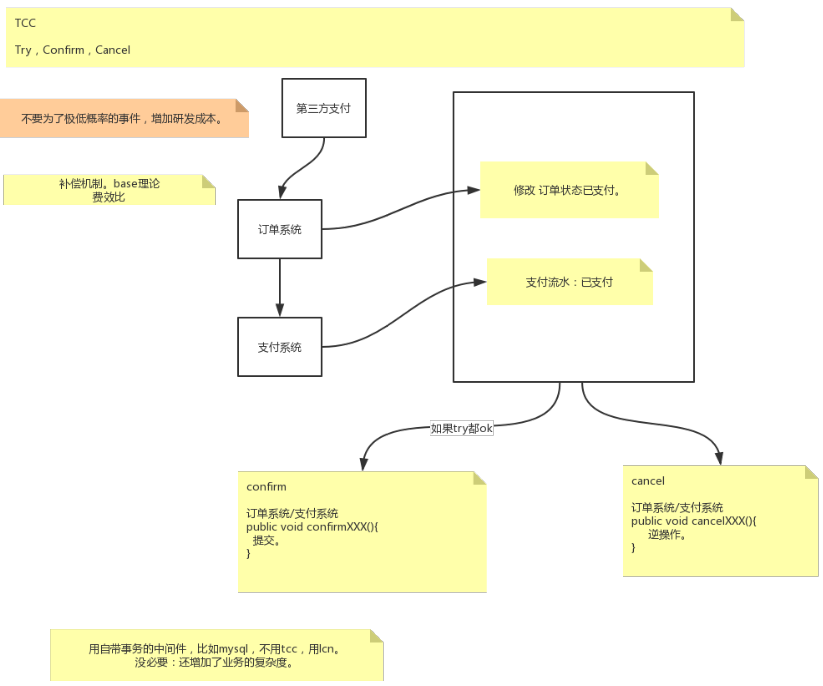 TCC
Try，Confirm，Cancel
第三方支付
不要为了极低概率的事件，增加研发成本。
补偿机制。base理论
费效比
修改 订单状态已支付。
订单系统
支付流水：已支付
支付系统
如果try都ok
confirm
订单系统/支付系统
public void confirmXXX(){
提交。
}
cancel
订单系统/支付系统
public void cancelXXX(){
逆操作。
}
用自带事务的中间件，比如mysql，不用tcc，用lcn。
没必要：还增加了业务的复杂度。